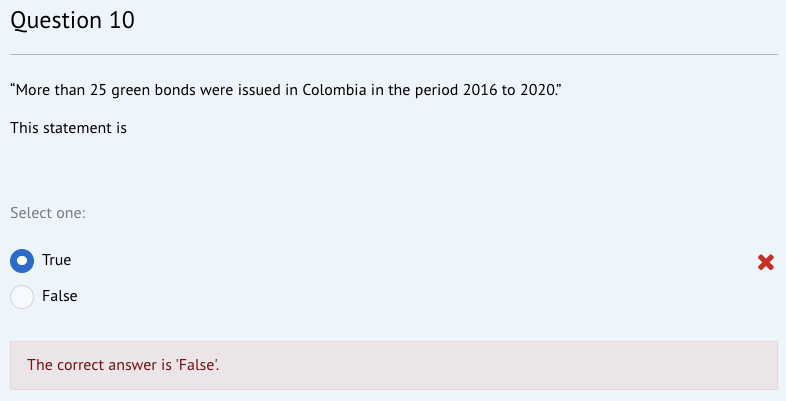 Question 10
“More than 25 green bonds were issued in Colombia in the period 2016 to 2020.”
This statement is
Select one:
True
False
The correct answer is 'False'.